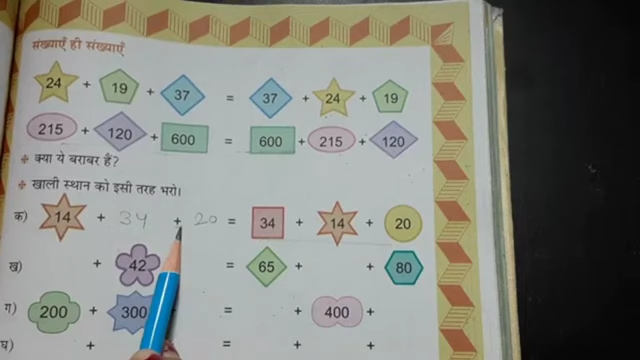 संख्याएँ ही संख्याएँ
24 + 19 + 37 = 37 + 24 + 19
215 + 120 + 600 = 600 + 215 + 120
❖ क्या ये बराबर हैं?
❖ खाली स्थान को इसी तरह भरो।
क) 14 + 34 + 20 = 34 + 14 + 20
ख) + 42 = 65 + + 80
ग) 200 + 300 = + 400 +
घ) + = + +